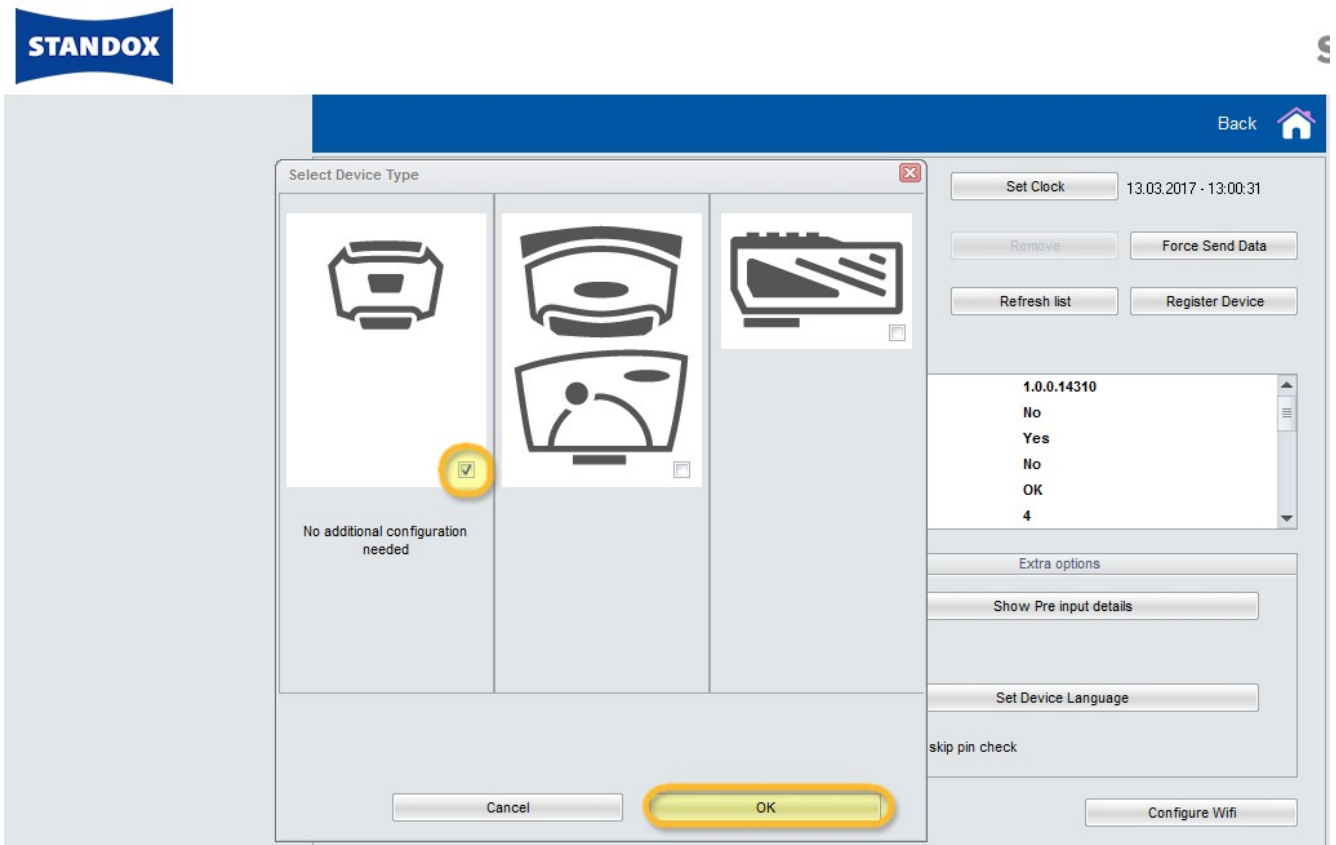 STANDOX
S
Back
Select Device Type
Set Clock
13.03.2017 - 13:00:31
Remove
Force Send Data
Refresh list
Register Device
1.0.0.14310
No
Yes
No
OK
4
No additional configuration
needed
Extra options
Show Pre input details
Set Device Language
skip pin check
Cancel
OK
Configure Wifi